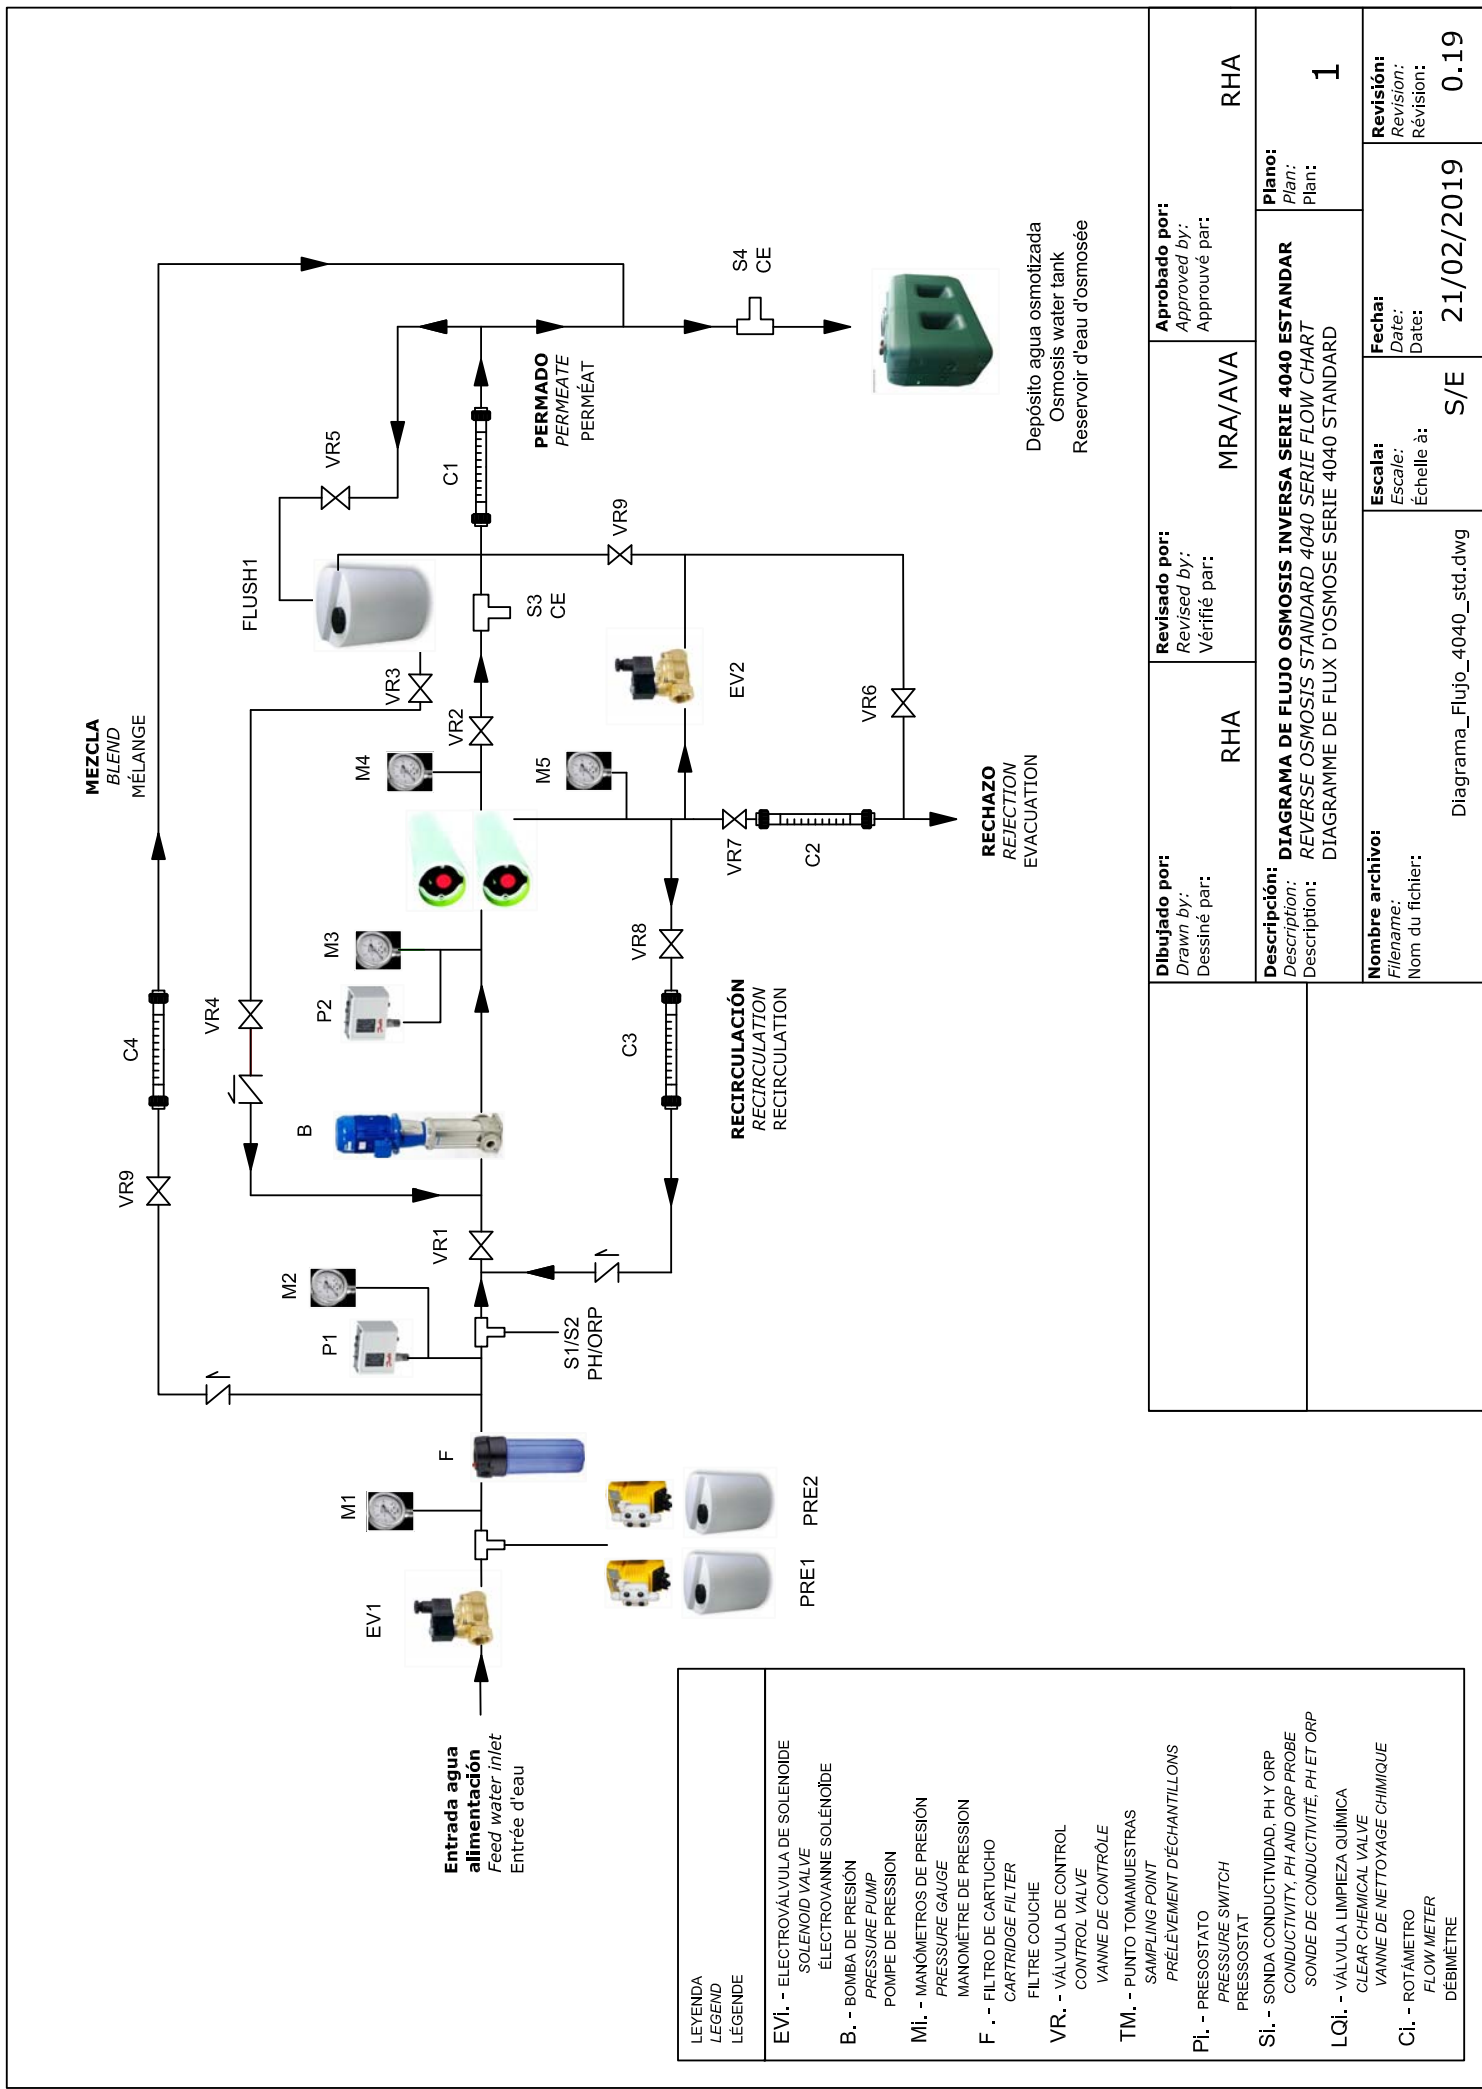 MEZCLA
BLEND
MÉLANGE
C4
VR9
VR4
FLUSH1
VR5
VR3
M2
P1
VR1
B
P2
M3
M4
VR2
S3
CE
C1
S4
CE
PERMADO
PERMEATE
PERMÉAT
Entrada agua
alimentación
Feed water inlet
Entrée d'eau
EV1
M1
F
PRE1
PRE2
S1/S2
PH/ORP
C3
VR8
RECIRCULACIÓN
RECIRCULATION
RECIRCULATION
M5
EV2
VR9
VR6
VR7
C2
RECHAZO
REJECTION
EVACUATION
Depósito agua osmotizada
Osmosis water tank
Reservoir d'eau d'osmosée
LEYENDA
LEGEND
LÉGENDE
EVi. - ELECTROVÁLVULA DE SOLENOIDE
SOLENOID VALVE
ÉLECTROVANNE SOLÉNOÏDE
B. - BOMBA DE PRESIÓN
PRESSURE PUMP
POMPE DE PRESSION
Mi. - MANÓMETROS DE PRESIÓN
PRESSURE GAUGE
MANOMÈTRE DE PRESSION
F . - FILTRO DE CARTUCHO
CARTRIDGE FILTER
FILTRE COUCHE
VR. - VÁLVULA DE CONTROL
CONTROL VALVE
VANNE DE CONTRÔLE
TM. - PUNTO TOMAMUESTRAS
SAMPLING POINT
PRÉLÈVEMENT D'ÉCHANTILLONS
Pi. - PRESOSTATO
PRESSURE SWITCH
PRESSOSTAT
Si. - SONDA CONDUCTIVIDAD, PH Y ORP
CONDUCTIVITY, PH AND ORP PROBE
SONDE DE CONDUCTIVITÉ, PH ET ORP
LQi. - VÁLVULA LIMPIEZA QUÍMICA
CLEAR CHEMICAL VALVE
VANNE DE NETTOYAGE CHIMIQUE
Ci. - ROTÁMETRO
FLOW METER
DÉBIMÈTRE
Dibujado por:
Drawn by:
Dessiné par:
RHA
Revisado por:
Revised by:
Vérifié par:
MRA/AVA
Aprobado por:
Approved by:
Approuvé par:
RHA
Descripción:
Description:
Description:
DIAGRAMA DE FLUJO OSMOSIS INVERSA SERIE 4040 ESTANDAR
REVERSE OSMOSIS STANDARD 4040 SERIE FLOW CHART
DIAGRAMME DE FLUX D'OSMOSE SERIE 4040 STANDARD
Plano:
Plan:
Plan:
1
Nombre archivo:
Filename:
Nom du fichier:
Diagrama_Flujo_4040_std.dwg
Escala:
Escale:
Échelle à:
S/E
Fecha:
Date:
Date:
21/02/2019
Revisión:
Revision:
Révision:
0.19